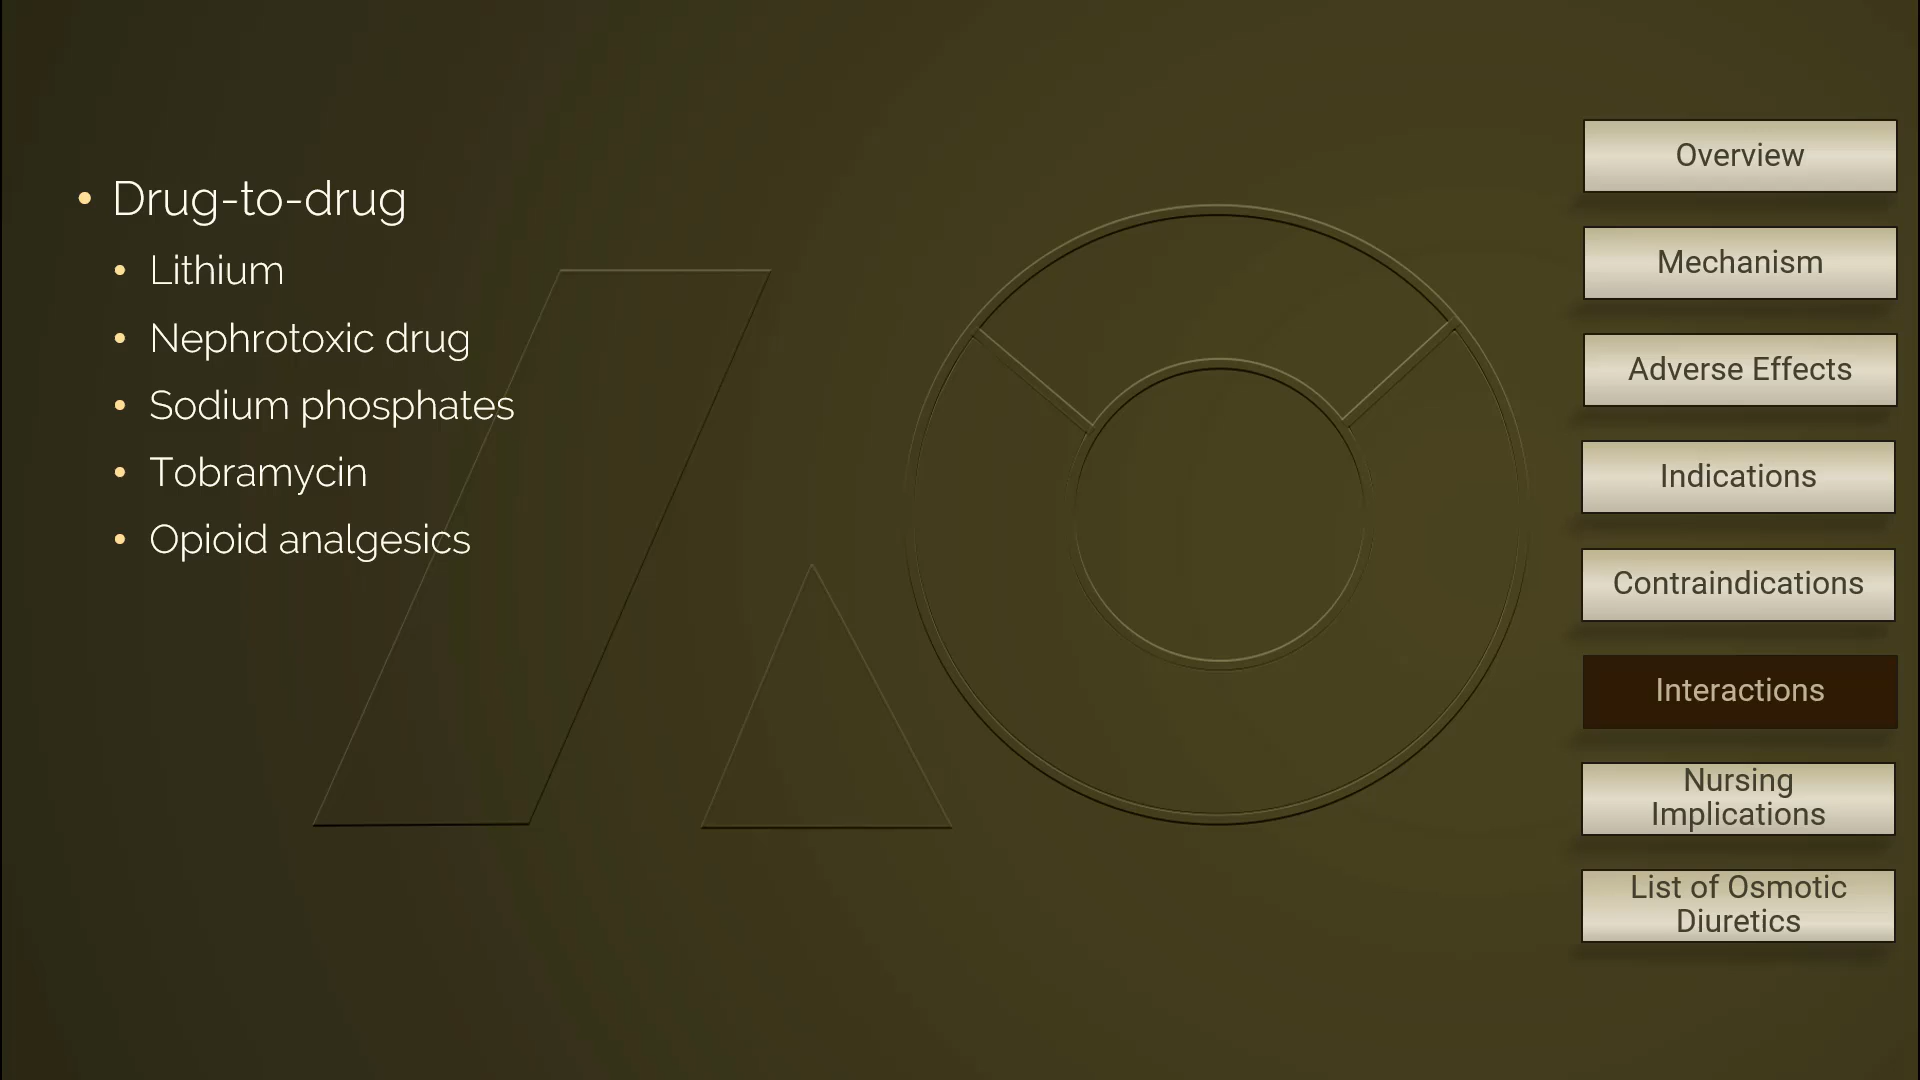 Drug-to-drug
Lithium
Nephrotoxic drug
Sodium phosphates
Tobramycin
Opioid analgesics
Overview
Mechanism
Adverse Effects
Indications
Contraindications
Interactions
Nursing
Implications
List of Osmotic
Diuretics